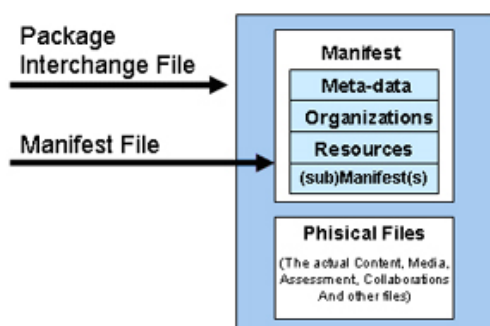 Package
Interchange File
Manifest File
Manifest
Meta-data
Organizations
Resources
(sub)Manifest(s)
Phisical Files
(The actual Content, Media,
Assessment, Collaborations
And other files)